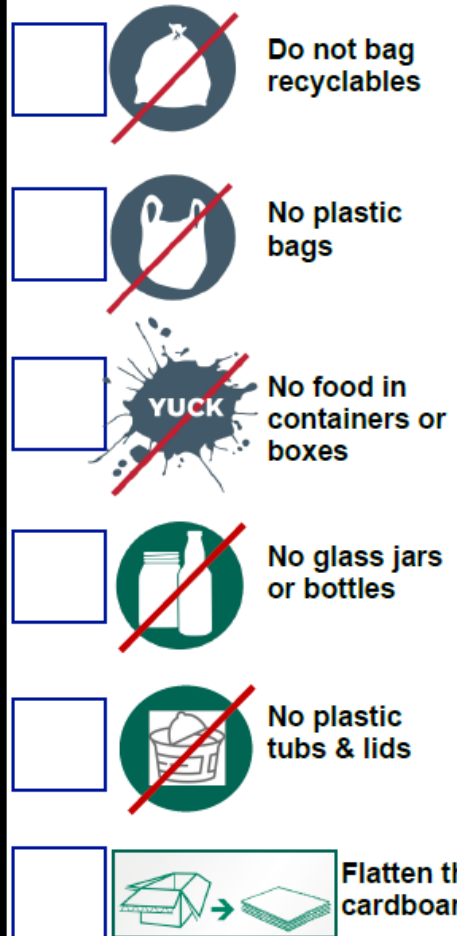 Do not bag
recyclables
No plastic
bags
YUCK
No food in
containers or
boxes
No glass jars
or bottles
No plastic
tubs & lids
Flatten